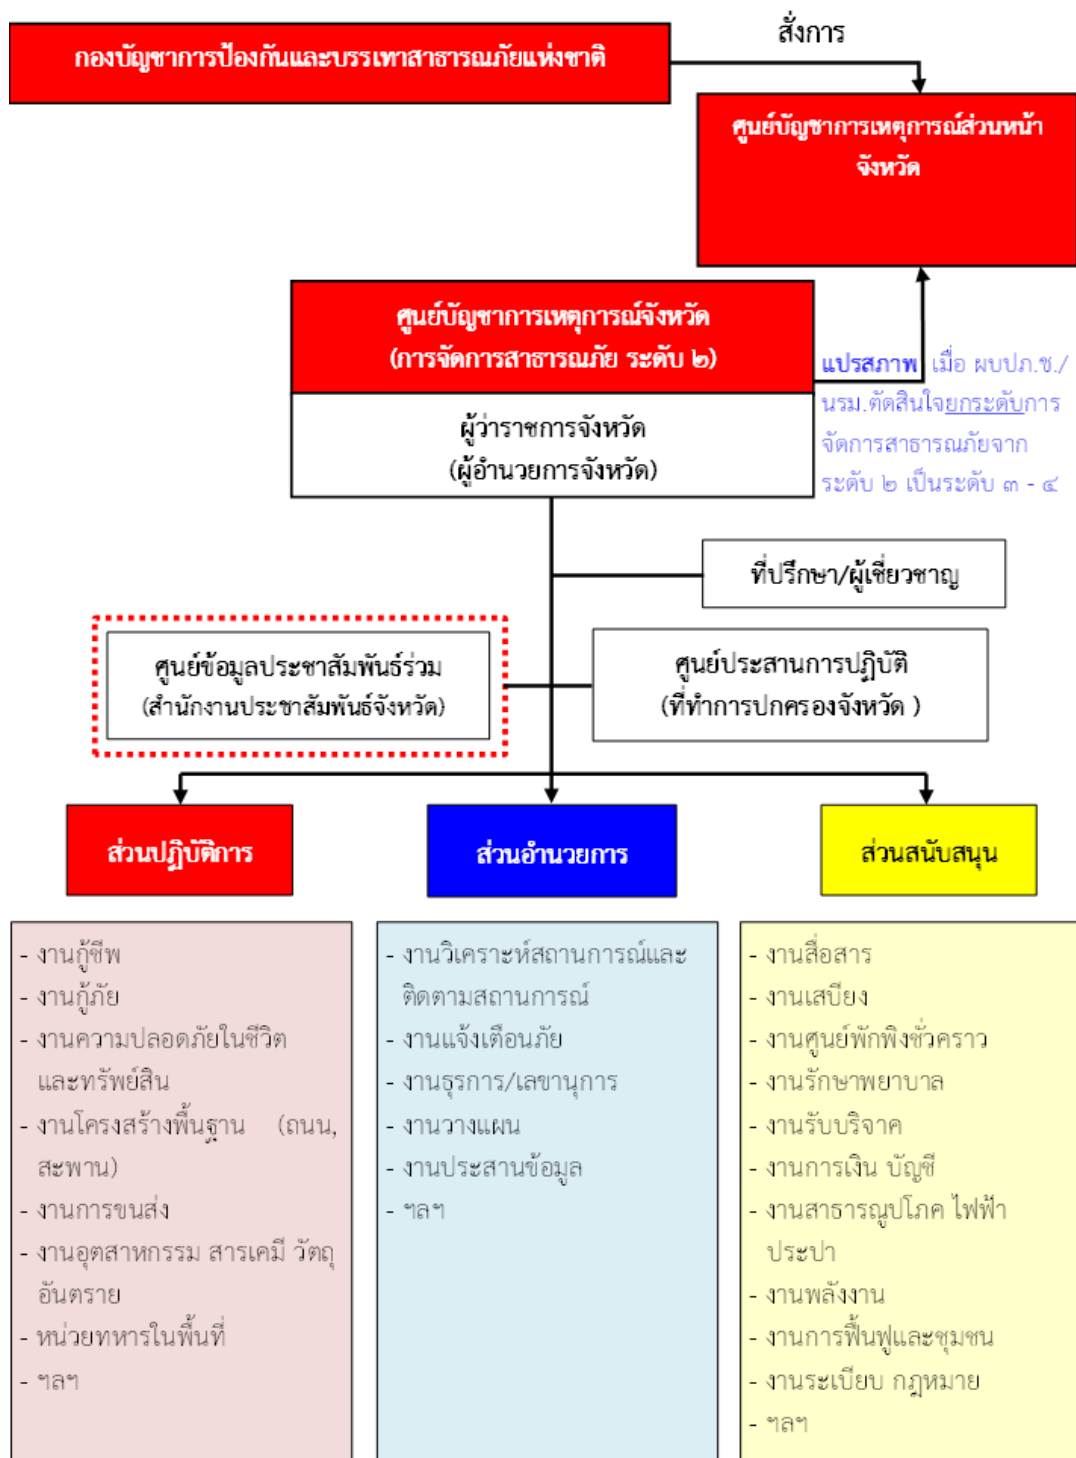 สั่งการ
กองบัญชาการป้องกันและบรรเทาสาธารณภัยแห่งชาติ
ศูนย์บัญชาการเหตุการณ์ส่วนหน้า
จังหวัด
ศูนย์บัญชาการเหตุการณ์จังหวัด
(การจัดการสาธารณภัย ระดับ ๒)
ผู้ว่าราชการจังหวัด
(ผู้อำนวยการจังหวัด)
แปรสภาพ เมื่อ ผบปภ.ช./
นรม.ตัดสินใจยกระดับการ
จัดการสาธารณภัยจาก
ระดับ ๒ เป็นระดับ ๓ - ๔
ที่ปรึกษา/ผู้เชี่ยวชาญ
ศูนย์ข้อมูลประชาสัมพันธ์ร่วม
(สำนักงานประชาสัมพันธ์จังหวัด)
ศูนย์ประสานการปฏิบัติ
(ที่ทำการปกครองจังหวัด )
ส่วนปฏิบัติการ
- งานกู้ชีพ
- งานกู้ภัย
- งานความปลอดภัยในชีวิต
และทรัพย์สิน
- งานโครงสร้างพื้นฐาน (ถนน,
สะพาน)
- งานการขนส่ง
- งานอุตสาหกรรม สารเคมี วัตถุ
อันตราย
- หน่วยทหารในพื้นที่
- ฯลฯ
ส่วนอำนวยการ
- งานวิเคราะห์สถานการณ์และ
ติดตามสถานการณ์
- งานแจ้งเตือนภัย
- งานธุรการ/เลขานุการ
- งานวางแผน
- งานประสานข้อมูล
- ฯลฯ
ส่วนสนับสนุน
- งานสื่อสาร
- งานเสบียง
- งานศูนย์พักพิงชั่วคราว
- งานรักษาพยาบาล
- งานรับบริจาค
- งานการเงิน บัญชี
- งานสาธารณูปโภค ไฟฟ้า
ประปา
- งานพลังงาน
- งานการฟื้นฟูและชุมชน
- งานระเบียบ กฎหมาย
- ฯลฯ